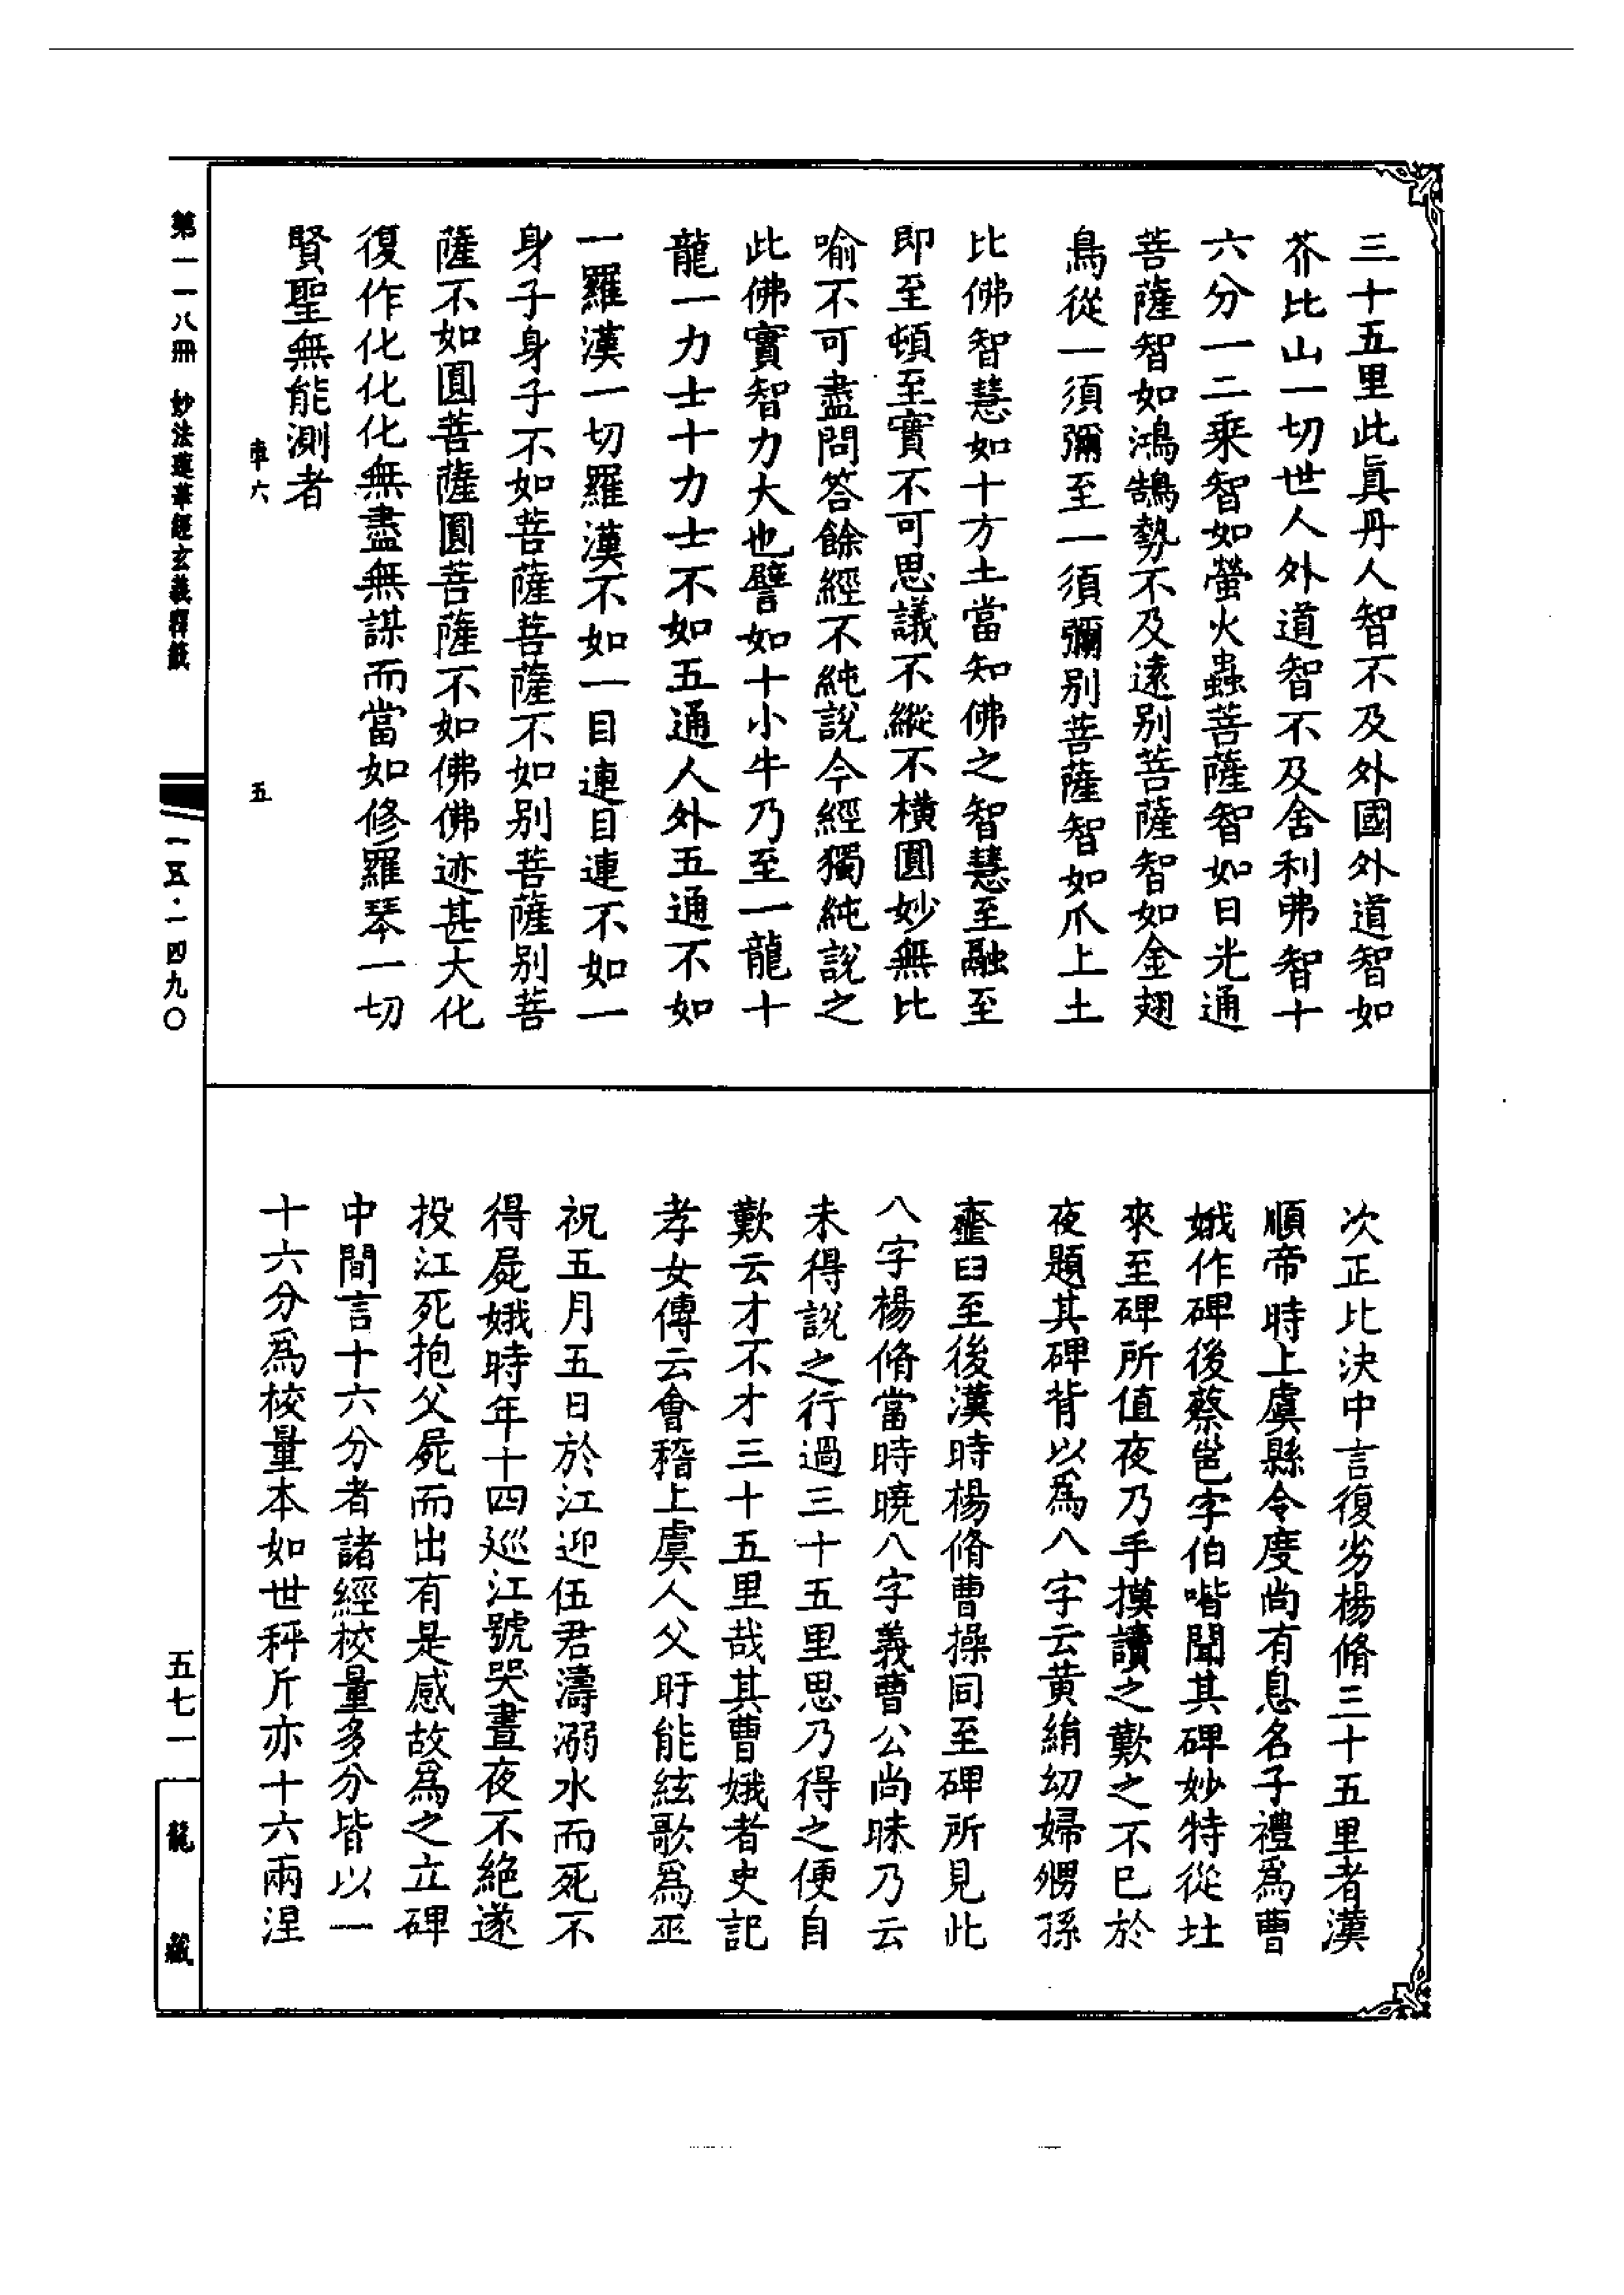 三十五里此眞丹人智不及外國外道智如
芥比山一切世人外道智不及舍利弗智十
六分一二乘智如螢火蟲菩薩智如日光通
菩薩智如鴻鵠勢不及遠別菩薩智如金翅
鳥從一須彌至一須彌別菩薩智如爪上土
比佛智慧如十方土當知佛之智慧至融至
即至頓至實不可思議不縱不橫圓妙無比
喻不可盡問答餘經不純說今經獨純說之
此佛實智力大也譬如十小牛乃至一龍十
龍一力士十力士不如五通人外五通不如
一羅漢一切羅漢不如一目連目連不如一
身子身子不如菩薩菩薩不如別菩薩別菩
薩不如圓菩薩圓菩薩不如佛佛迹甚大化
復作化化化無盡無謀而當如修羅琴一切
賢聖無能測者
車六 五
次正比決中言復劣楊脩三十五里者漢
順帝時上虞縣令度尚有息名子禮爲曹
娥作碑後蔡邕字伯喈聞其碑妙特從拄
來至碑所值夜乃手摸讀之歎之不已於
夜題其碑背以爲八字云黄絹幼婦甥孫
虀臼至後漢時楊脩曹操同至碑所見此
八字楊脩當時曉八字義曹公尚昧乃云
未得說之行過三十五里思乃得之便自
歎云才不才三十五里哉其曹娥者史記
孝女傳云會稽上虞人父盱能絃歌爲巫
祝五月五日於江迎伍君濤溺水而死不
得屍娥時年十四廵江號哭晝夜不絶遂
投江死抱父屍而出有是感故爲之立碑
中間言十六分者諸經校量多分皆以一
十六分爲校量本如世秤斤亦十六兩涅
第一一八冊 妙法蓮華經玄義釋籤
一五·一四九〇
五七一
龍藏